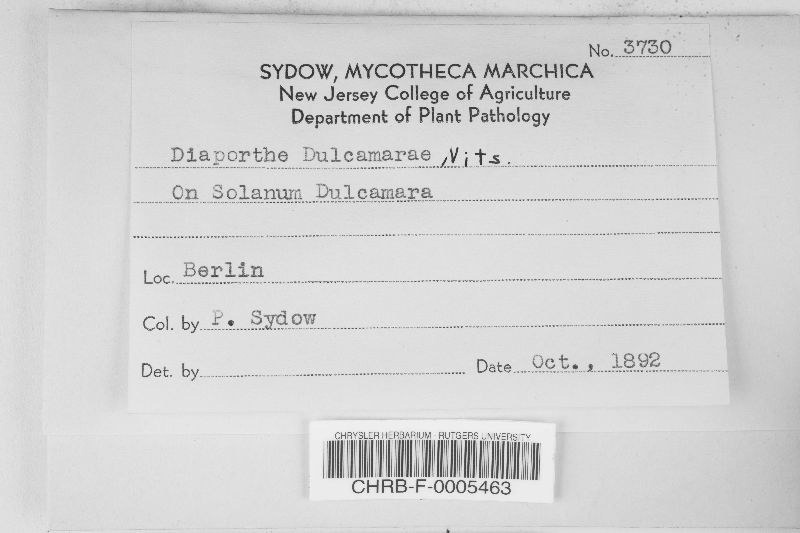 No. 3730
SYDOW, MYCOTHECA MARCHICA
New Jersey College of Agriculture
Department of Plant Pathology
Diaporthe Dulcamarae, Nits.
On Solanum Dulcamara
Loc. Berlin
Col. by P. Sydow
Det. by
Date Oct., 1892
CHRYSLER HERBARIUM - RUTGERS UNIVERSITY
CHRB-F-0005463